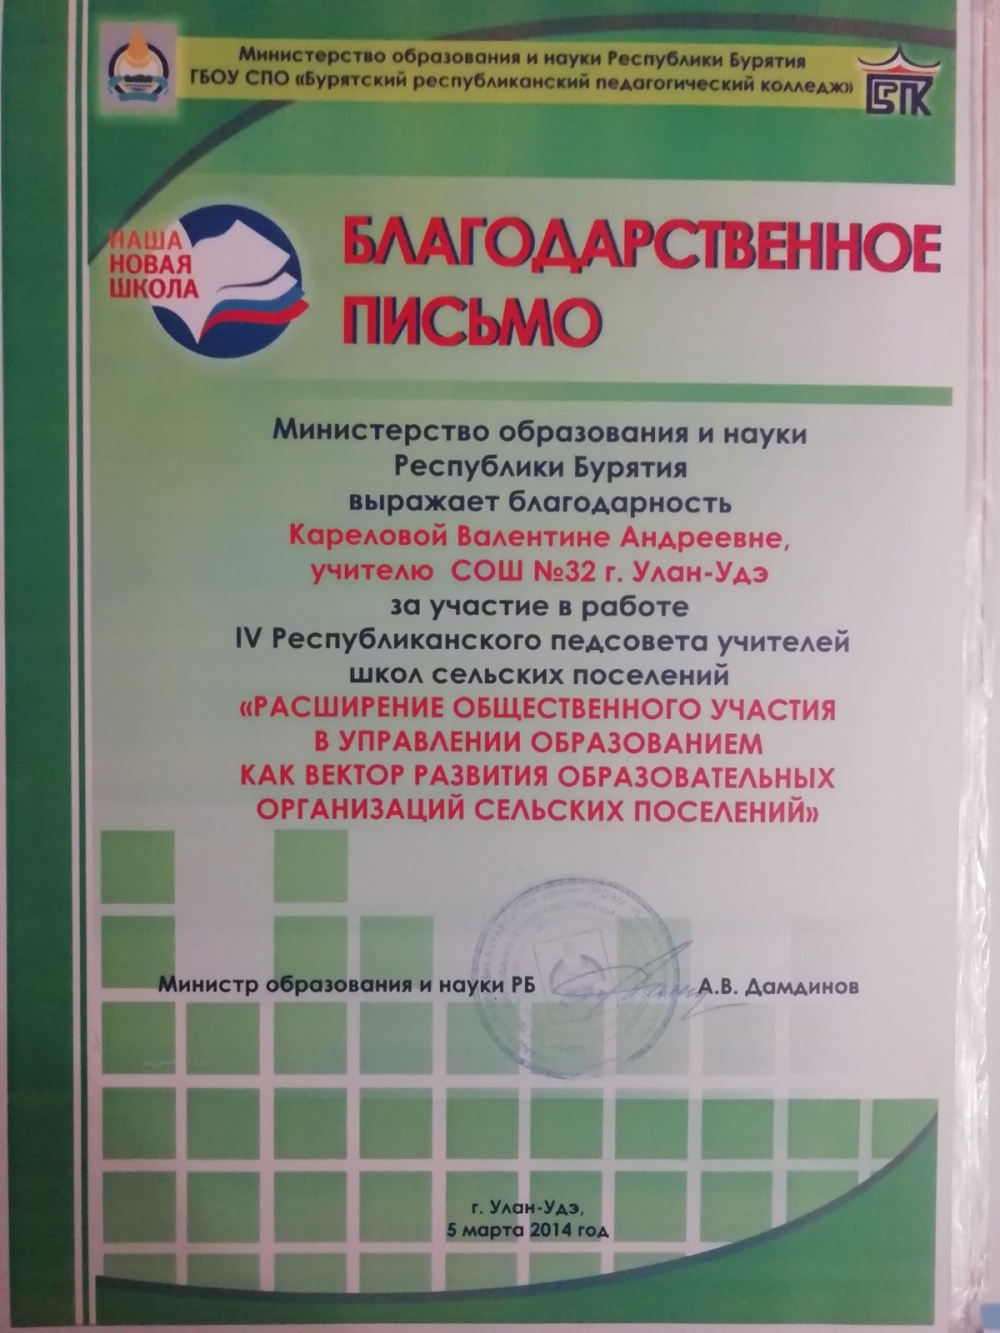 Министерство образования и науки Республики Бурятия
ГБОУ СПО «Бурятский республиканский педагогический колледж»
БРПК
НАША
НОВАЯ
ШКОЛА
БЛАГОДАРСТВЕННОЕ
ПИСЬМО
Министерство образования и науки
Республики Бурятия
выражает благодарность
Кареловой Валентине Андреевне,
учителю СОШ №32 г. Улан-Удэ
за участие в работе
IV Республиканского педсовета учителей
школ сельских поселений
«РАСШИРЕНИЕ ОБЩЕСТВЕННОГО УЧАСТИЯ
В УПРАВЛЕНИИ ОБРАЗОВАНИЕМ
КАК ВЕКТОР РАЗВИТИЯ ОБРАЗОВАТЕЛЬНЫХ
ОРГАНИЗАЦИЙ СЕЛЬСКИХ ПОСЕЛЕНИЙ»
Министр образования и науки РБ А.В. Дамдинов
г. Улан-Удэ,
5 марта 2014 год